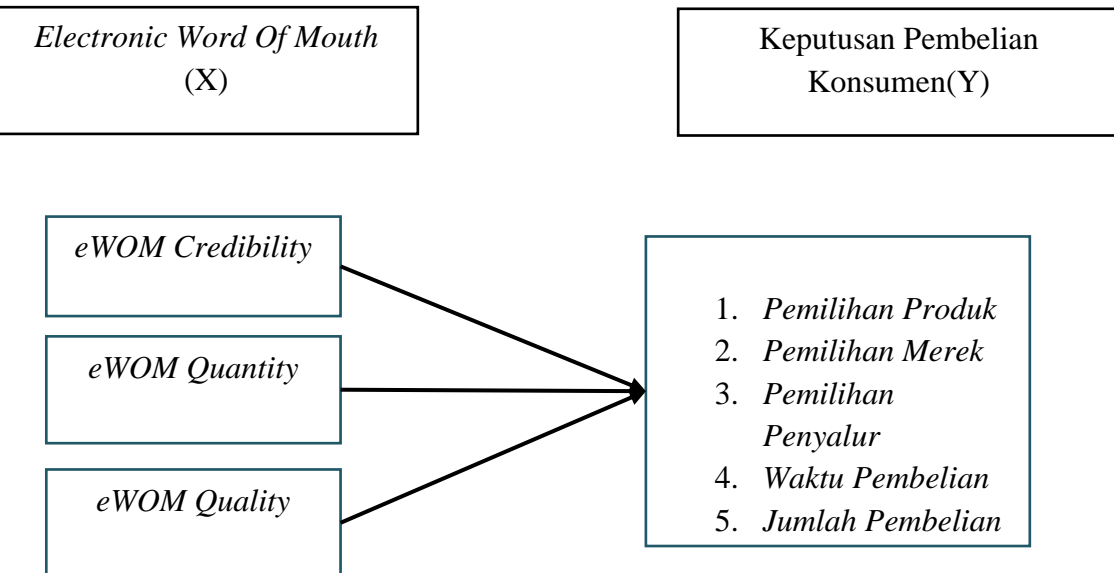 Electronic Word Of Mouth
(X)
Keputusan Pembelian
Konsumen(Y)
eWOM Credibility
eWOM Quantity
eWOM Quality
1. Pemilihan Produk
2. Pemilihan Merek
3. Pemilihan
Penyalur
4. Waktu Pembelian
5. Jumlah Pembelian